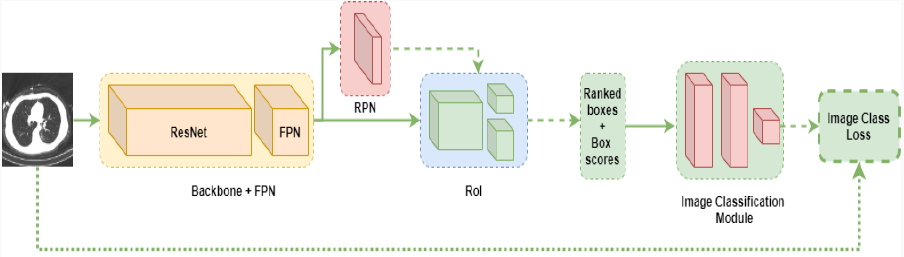 RPN
ResNet
FPN
Ranked
boxes
+
Box
scores
Image Class
Loss
Backbone + FPN
RoI
Image Classification
Module